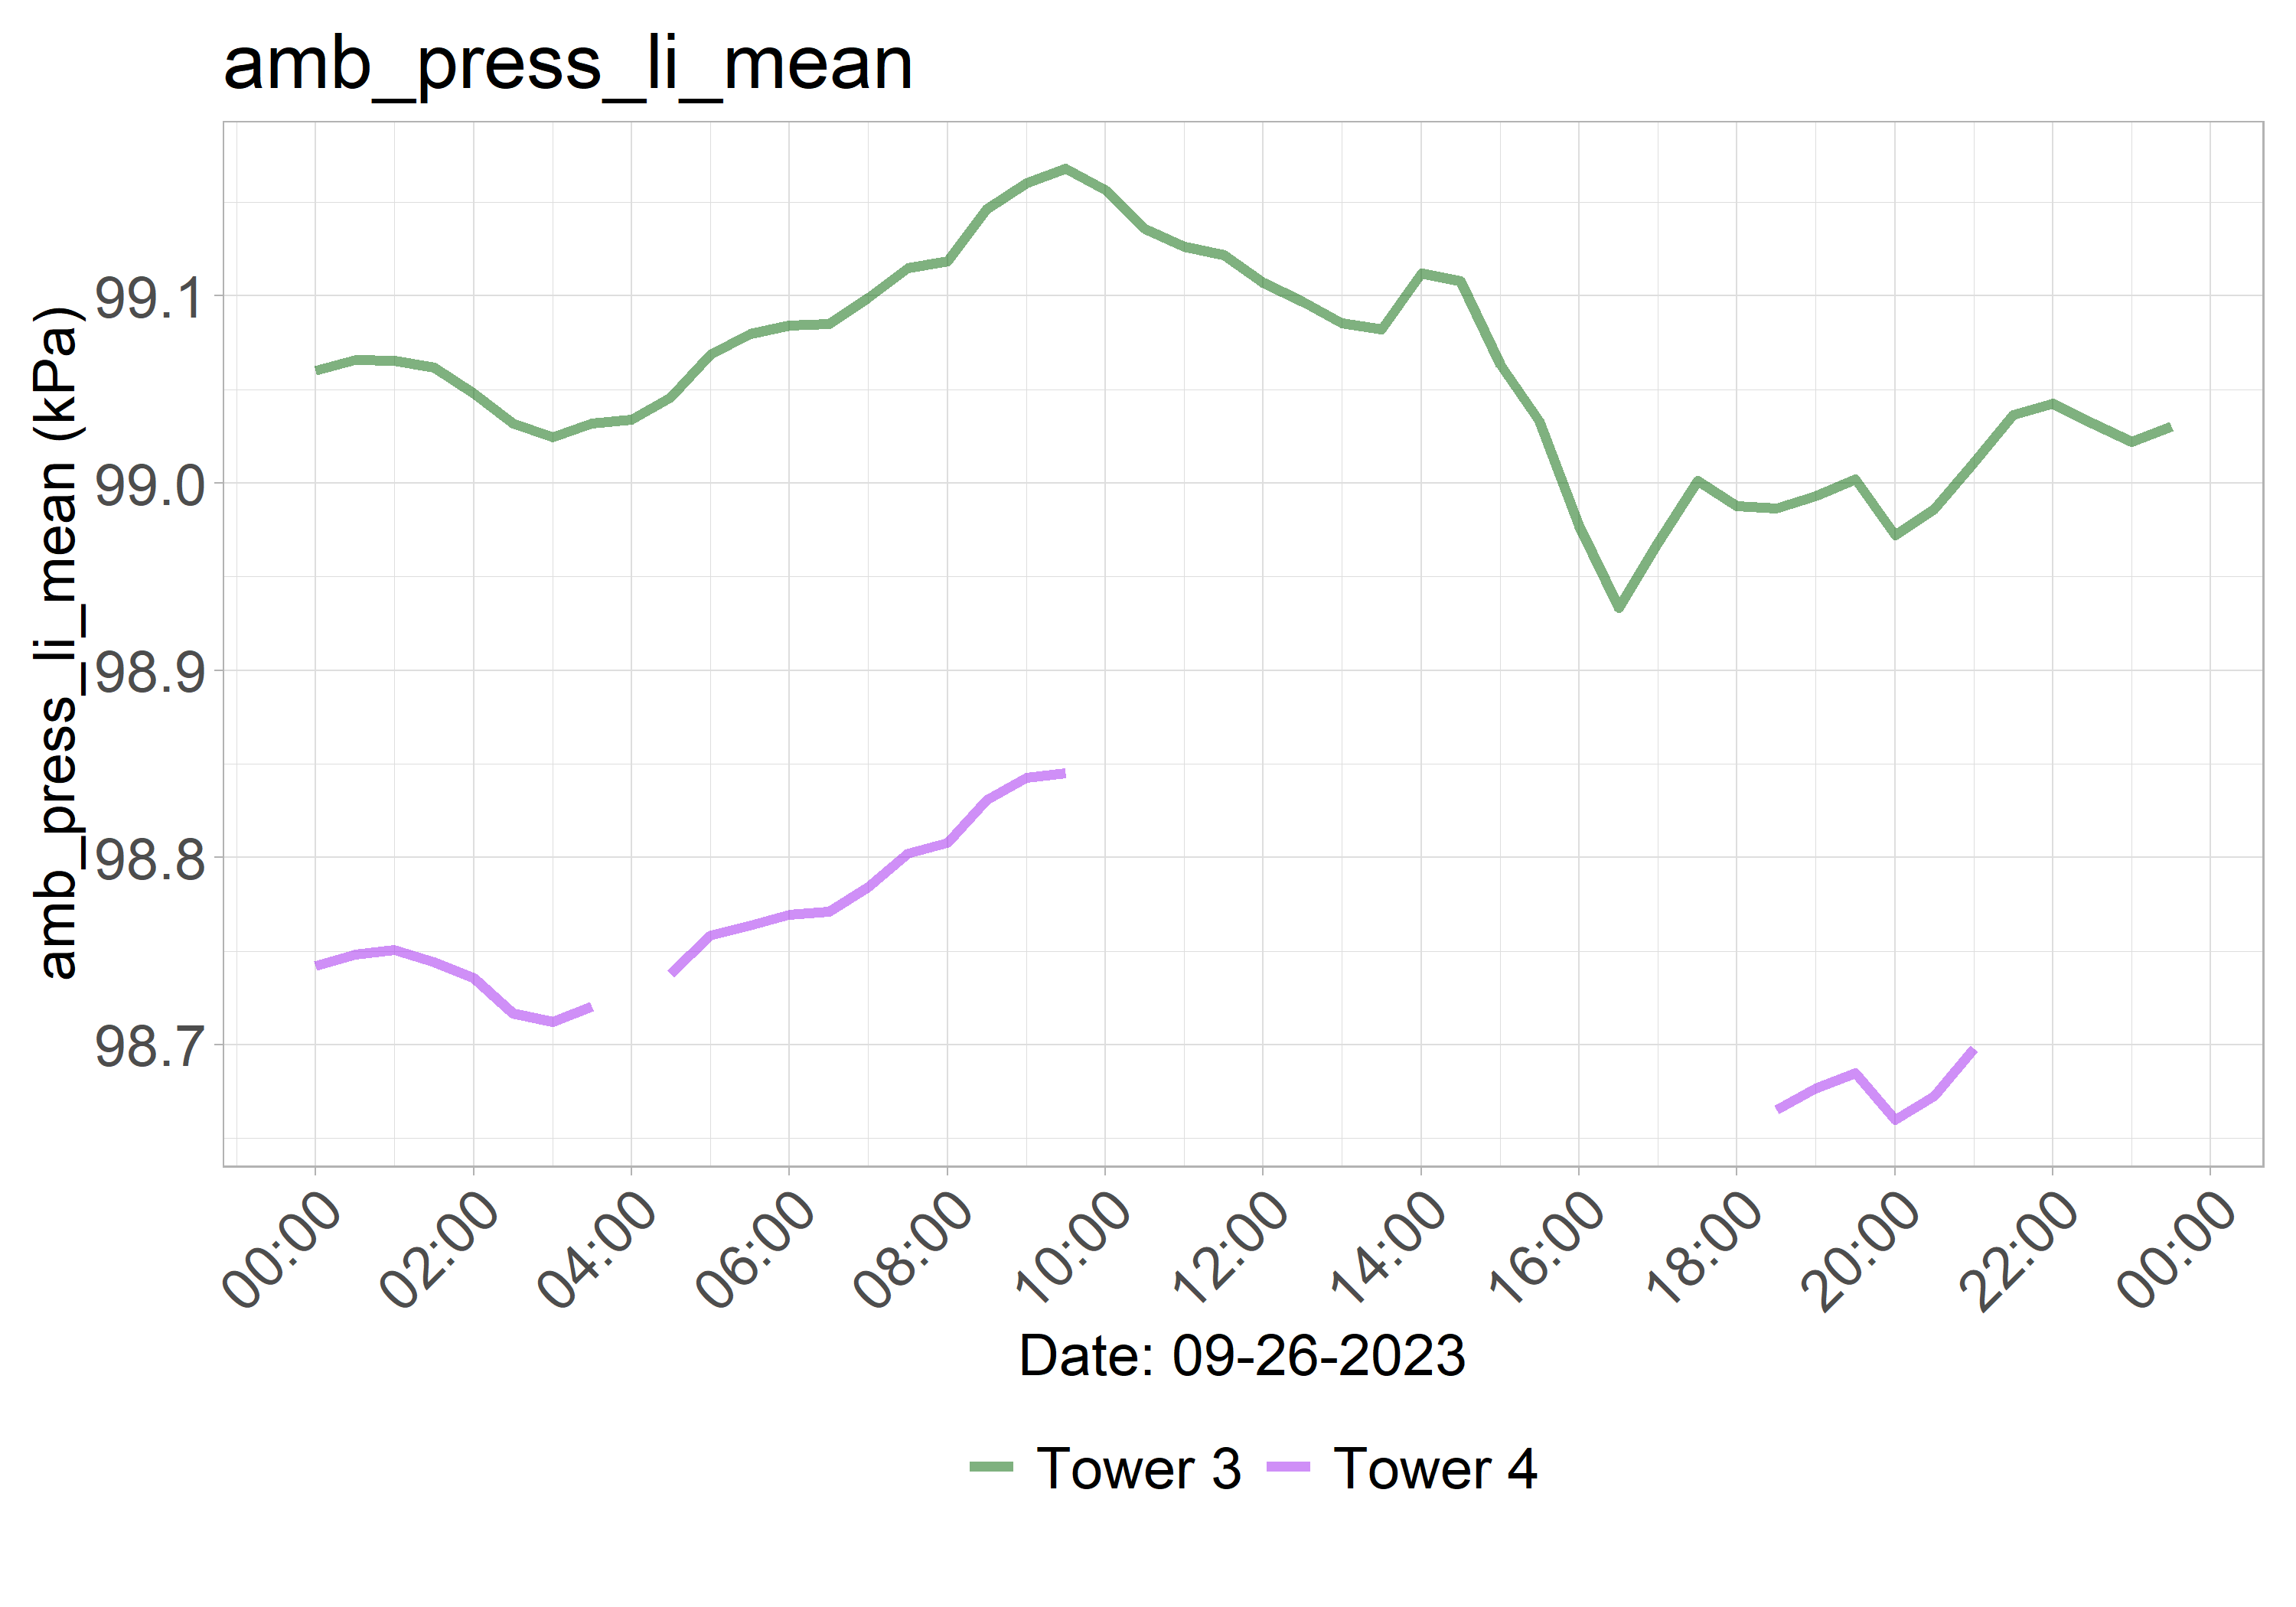 amb_press_li_mean
amb_press_li_mean (kPa)
99.1
99.0
98.9
98.8
98.7
00:00 02:00 04:00 06:00 08:00 10:00 12:00 14:00 16:00 18:00 20:00 22:00 00:00
Date: 09-26-2023
Tower 3 Tower 4